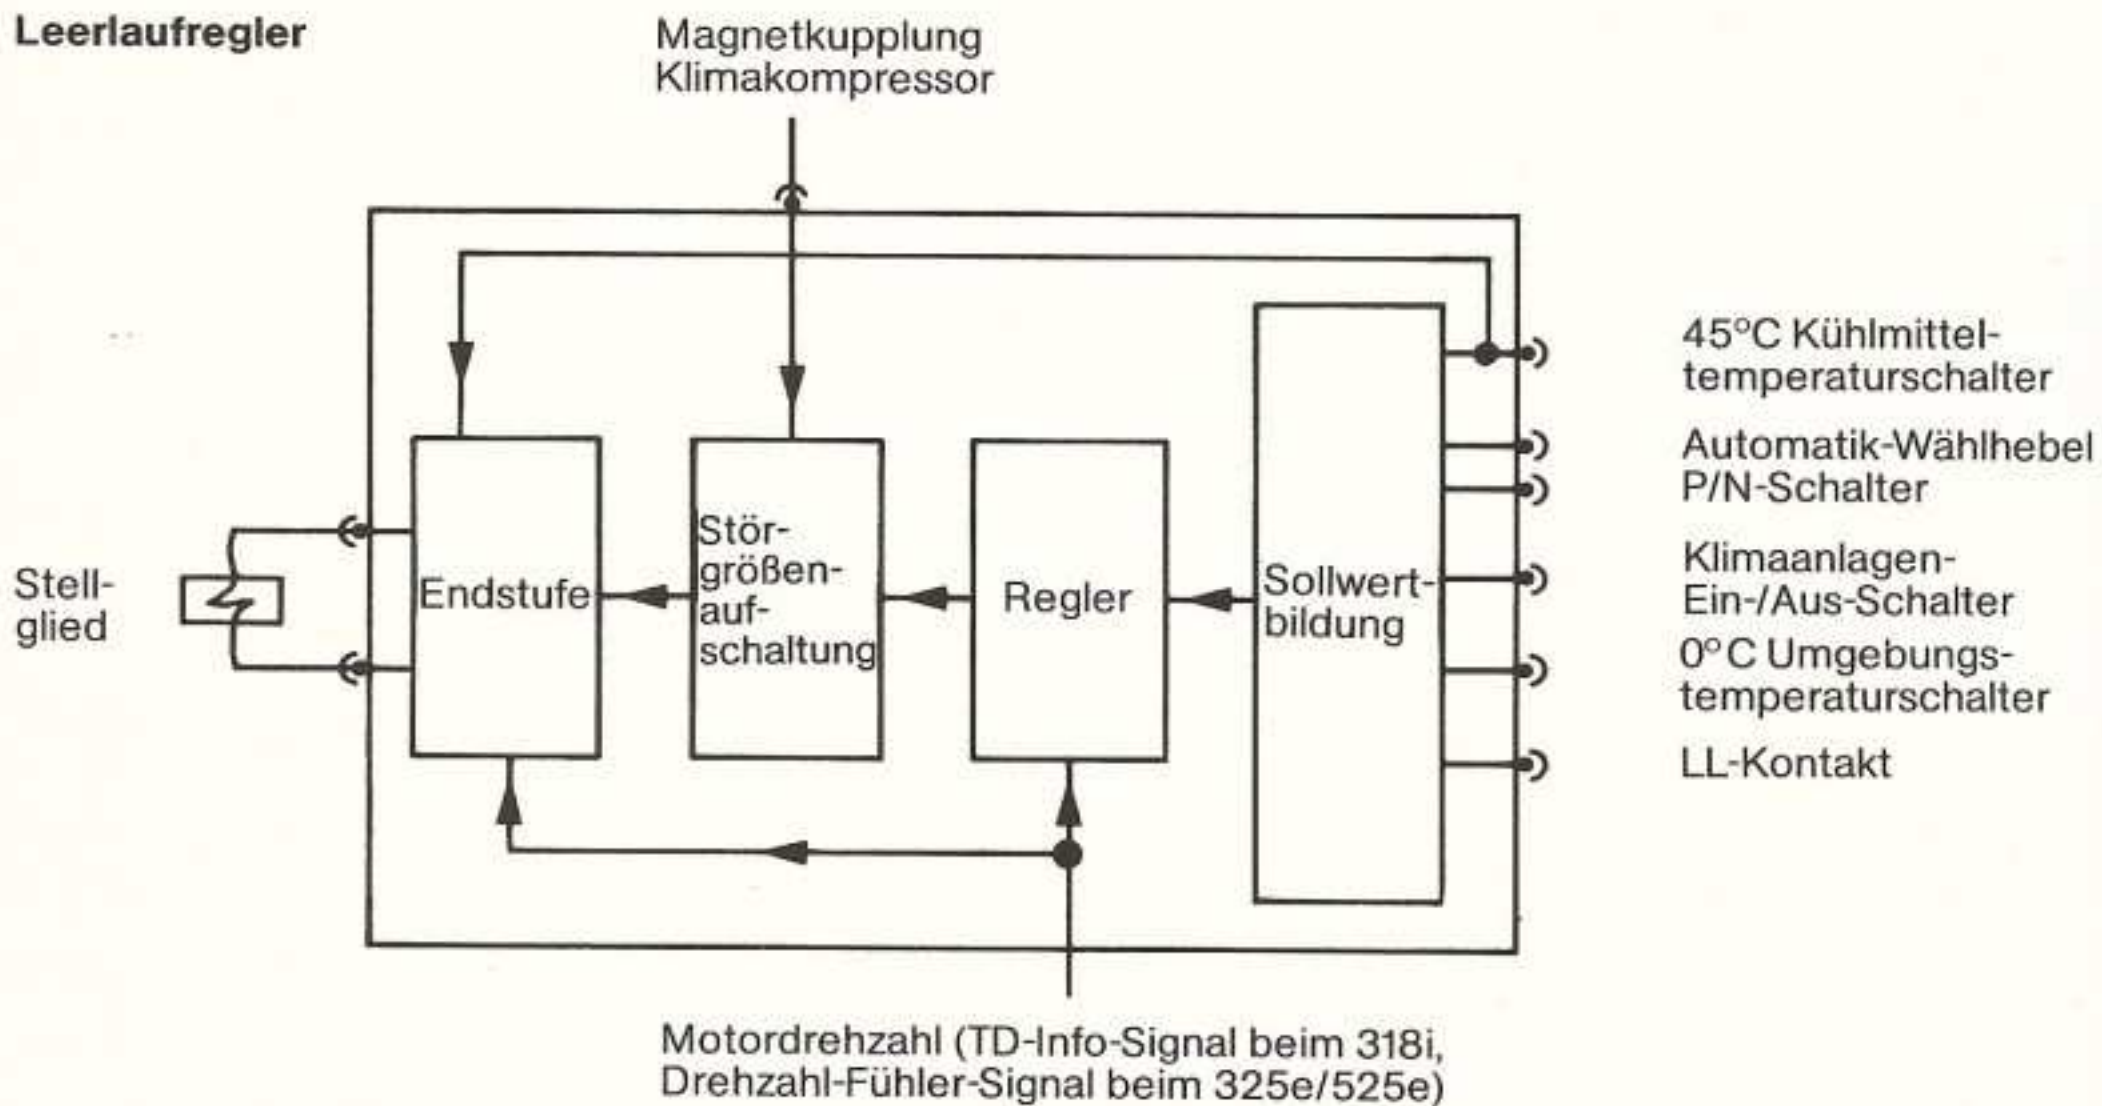 Leerlaufregler
Magnetkupplung
Klimakompressor
45°C Kühlmittel-
temperaturschalter
Automatik-Wählhebel
P/N-Schalter
Klimaanlagen-
Ein-/Aus-Schalter
0°C Umgebungs-
temperaturschalter
LL-Kontakt
Stell-
glied
Endstufe
Stör-
größen-
auf-
schaltung
Regler
Sollwert-
bildung
Motordrehzahl (TD-Info-Signal beim 318i,
Drehzahl-Fühler-Signal beim 325e/525e)